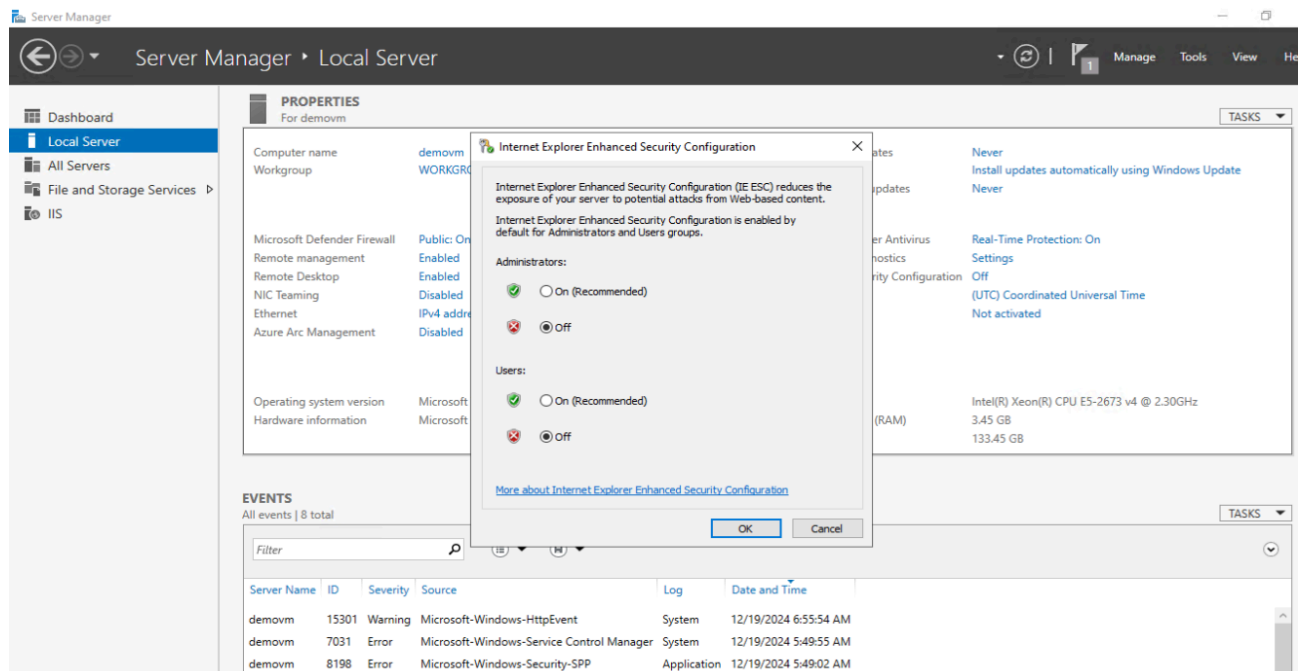 Server Manager
Server Manager ‣ Local Server
1
Manage Tools View He
Dashboard
Local Server
All Servers
File and Storage Services
IIS
PROPERTIES
For demovm
TASKS
Computer name demovm
Workgroup WORKGRO
Microsoft Defender Firewall Public: On
Remote management Enabled
Remote Desktop Enabled
NIC Teaming Disabled
Ethernet IPv4 addre
Azure Arc Management Disabled
Operating system version Microsoft
Hardware information Microsoft
Internet Explorer Enhanced Security Configuration
Internet Explorer Enhanced Security Configuration (IE ESC) reduces the
exposure of your server to potential attacks from Web-based content.
Internet Explorer Enhanced Security Configuration is enabled by
default for Administrators and Users groups.
Administrators:
On (Recommended)
Off
Users:
On (Recommended)
Off
More about Internet Explorer Enhanced Security Configuration
OK Cancel
ates Never
Install updates automatically using Windows Update
updates Never
er Antivirus Real-Time Protection: On
nostics Settings
rity Configuration Off
(UTC) Coordinated Universal Time
Not activated
Intel(R) Xeon(R) CPU E5-2673 v4 @ 2.30GHz
(RAM) 3.45 GB
133.45 GB
EVENTS
All events | 8 total
TASKS
Filter
Server Name ID Severity Source Log Date and Time
demovm 15301 Warning Microsoft-Windows-HttpEvent System 12/19/2024 6:55:54 AM
demovm 7031 Error Microsoft-Windows-Service Control Manager System 12/19/2024 5:49:55 AM
demovm 8198 Error Microsoft-Windows-Security-SPP Application 12/19/2024 5:49:02 AM